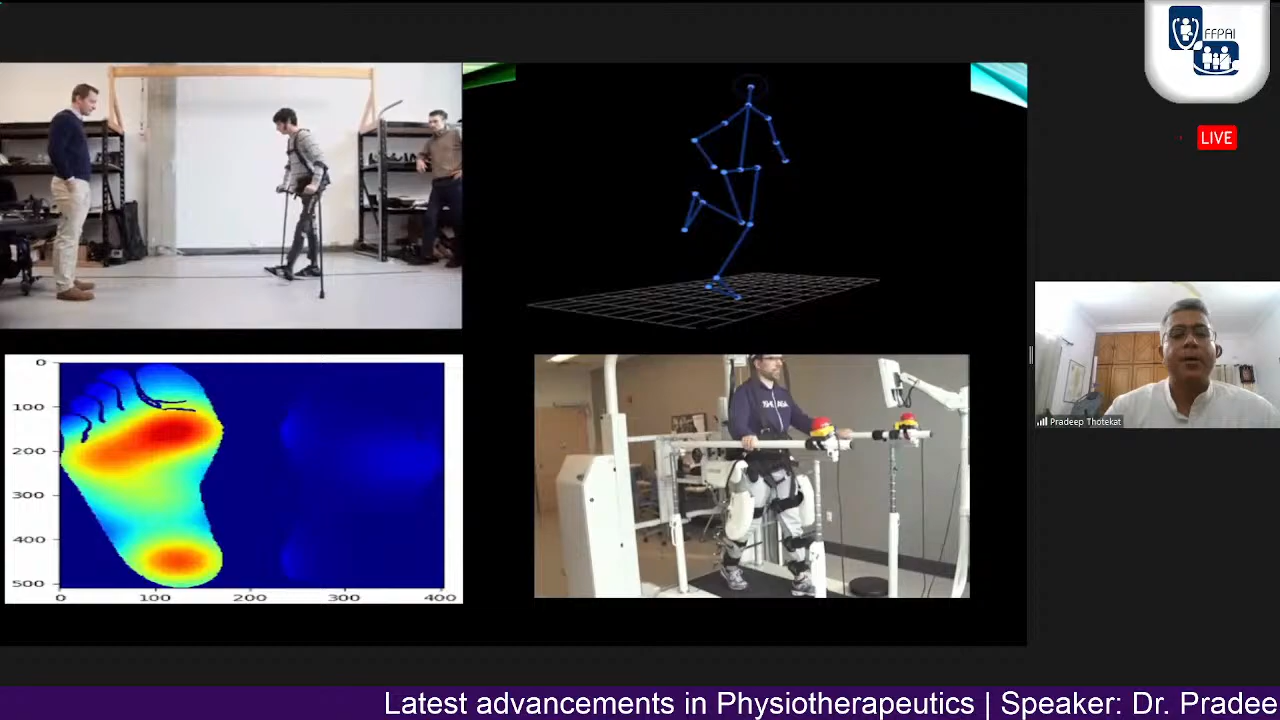 FFPAI
LIVE
0
100
200
300
400
500
0
100
200
300
400
Pradeep Thotekat
Latest advancements in Physiotherapeutics | Speaker: Dr. Pradee